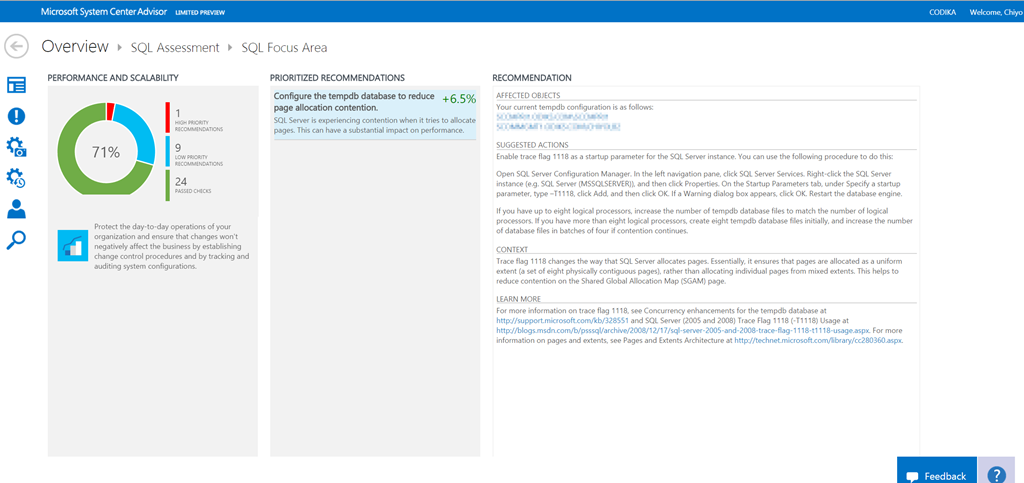 Microsoft System Center Advisor LIMITED PREVIEW
CODIKA Welcome, Chiyo
Overview SQL Assessment SQL Focus Area
PERFORMANCE AND SCALABILITY
71%
1
HIGH PRIORITY
RECOMMENDATIONS
9
LOW PRIORITY
RECOMMENDATIONS
24
PASSED CHECKS
Protect the day-to-day operations of your
organization and ensure that changes won't
negatively affect the business by establishing
change control procedures and by tracking and
auditing system configurations.
PRIORITIZED RECOMMENDATIONS
Configure the tempdb database to reduce
page allocation contention.
+6.5%
SQL Server is experiencing contention when it tries to allocate
pages. This can have a substantial impact on performance.
RECOMMENDATION
AFFECTED OBJECTS
Your current tempdb configuration is as follows:
SUGGESTED ACTIONS
Enable trace flag 1118 as a startup parameter for the SQL Server instance. You can use the following procedure to do this:
Open SQL Server Configuration Manager. In the left navigation pane, click SQL Server Services. Right-click the SQL Server
instance (e.g. SQL Server (MSSQLSERVER)), and then click Properties. On the Startup Parameters tab, under Specify a startup
parameter, type –T1118, click Add, and then click OK. If a Warning dialog box appears, click OK. Restart the database engine.
If you have up to eight logical processors, increase the number of tempdb database files to match the number of logical
processors. If you have more than eight logical processors, create eight tempdb database files initially, and increase the number
of database files in batches of four if contention continues.
CONTEXT
Trace flag 1118 changes the way that SQL Server allocates pages. Essentially, it ensures that pages are allocated as a uniform
extent (a set of eight physically contiguous pages), rather than allocating individual pages from mixed extents. This helps to
reduce contention on the Shared Global Allocation Map (SGAM) page.
LEARN MORE
For more information on trace flag 1118, see Concurrency enhancements for the tempdb database at
http://support.microsoft.com/kb/328551 and SQL Server (2005 and 2008) Trace Flag 1118 (-T1118) Usage at
http://blogs.msdn.com/b/psssql/archive/2008/12/17/sql-server-2005-and-2008-trace-flag-1118-t1118-usage.aspx. For more
information on pages and extents, see Pages and Extents Architecture at http://technet.microsoft.com/library/cc280360.aspx.
Feedback
?